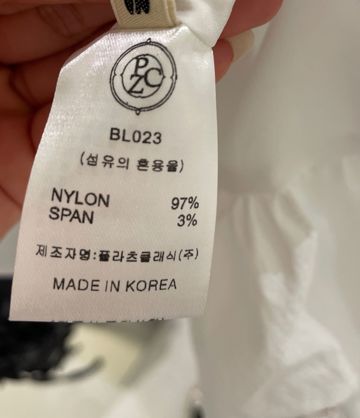 PZC
BL023
(섬유의 혼용율)
NYLON 97%
SPAN 3%
제조자명:플라츠클래식(주)
MADE IN KOREA